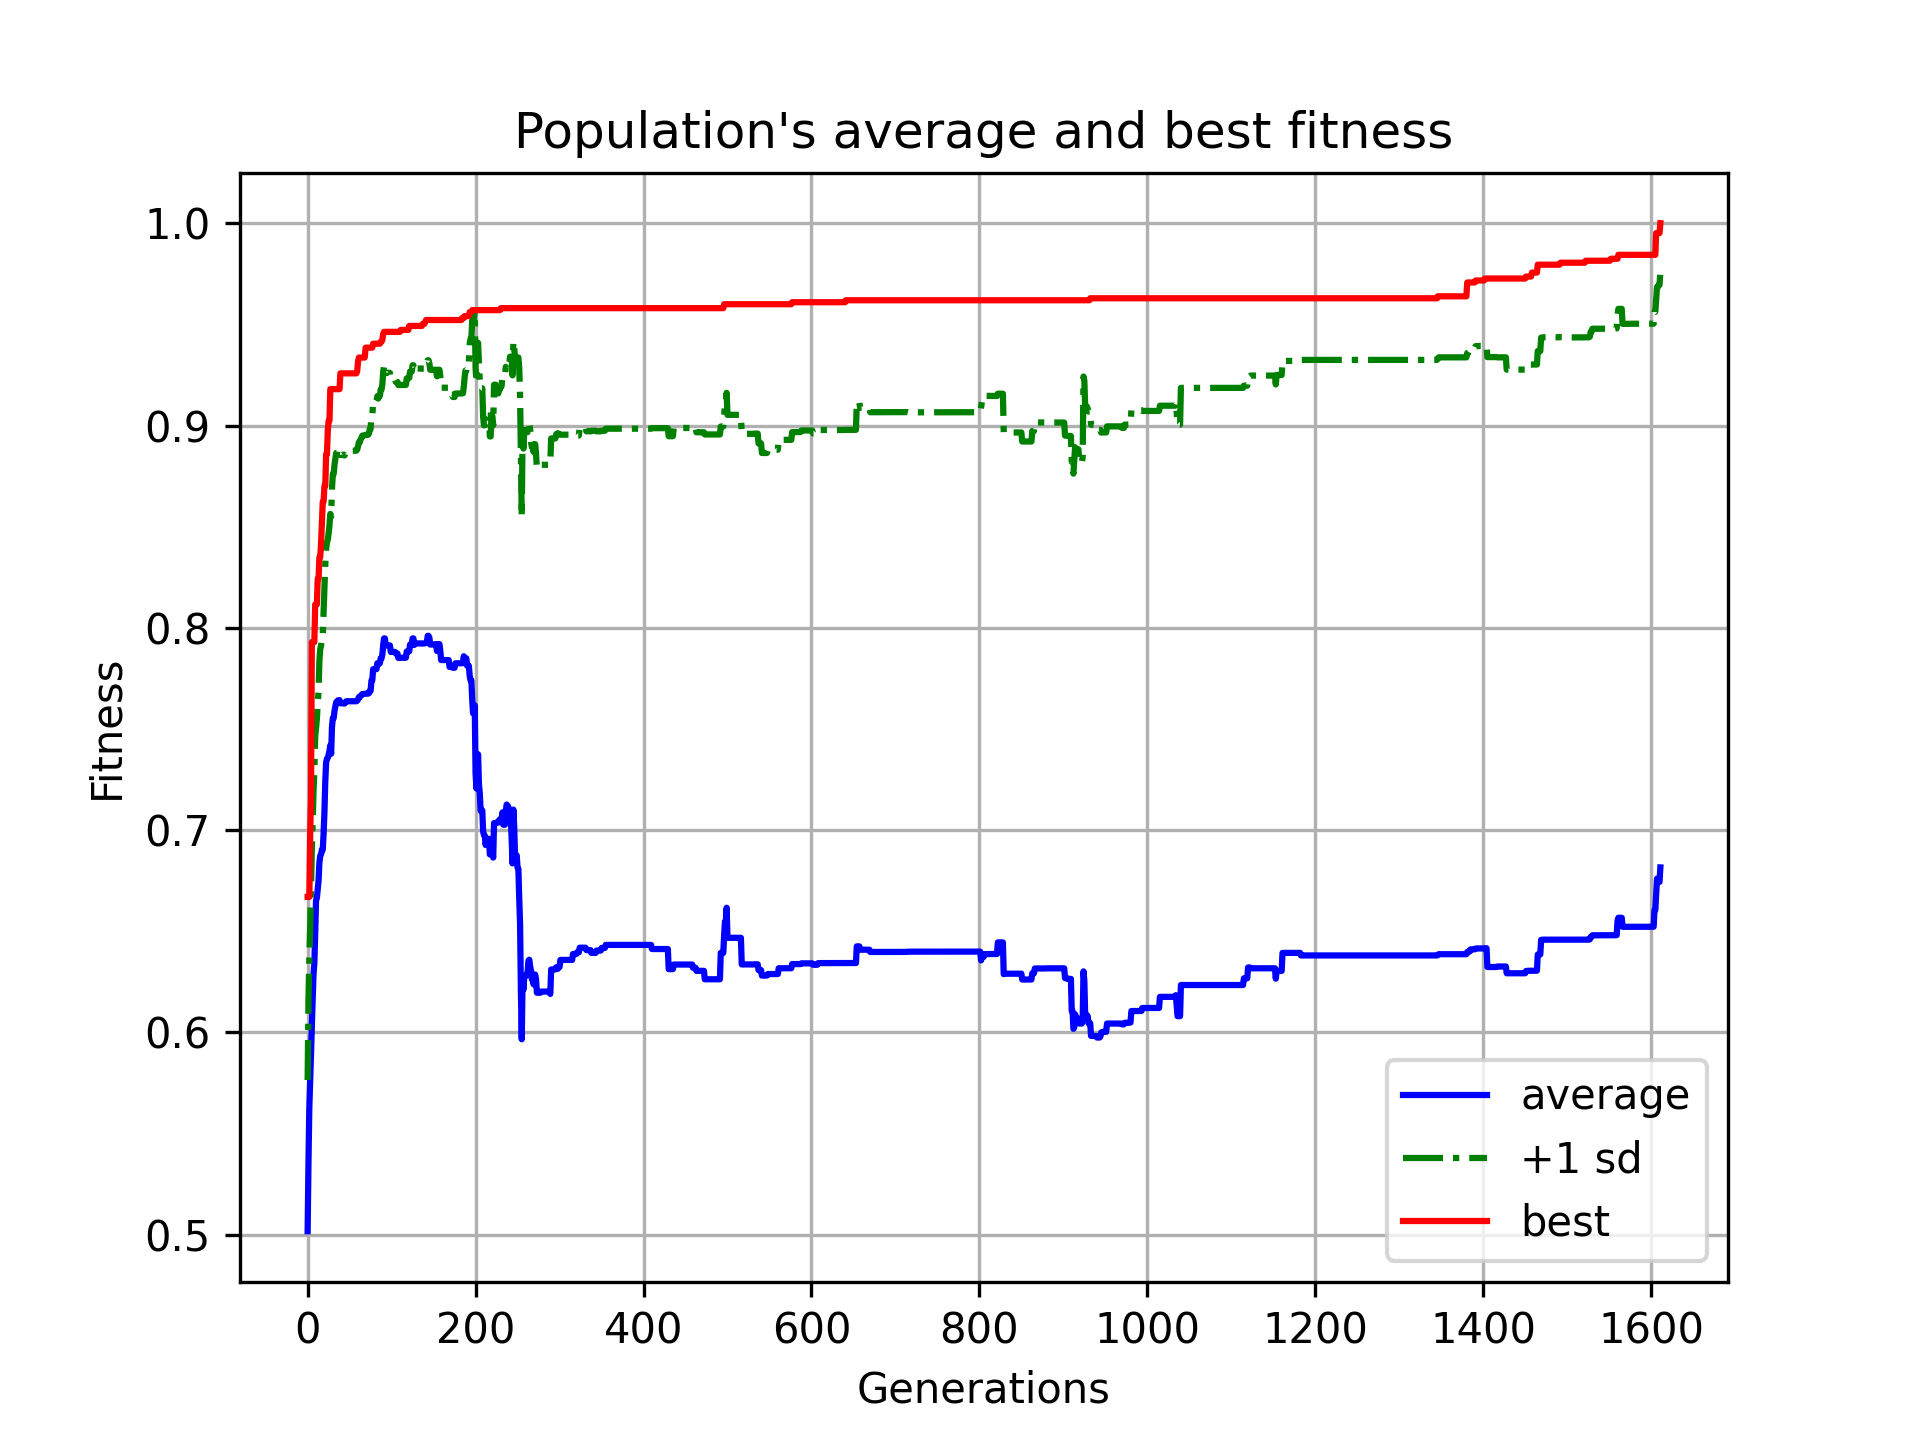 Population's average and best fitness
1.0
0.9
0.8
0.7
0.6
0.5
Fitness
0 200 400 600 800 1000 1200 1400 1600
Generations
average
+1 sd
best